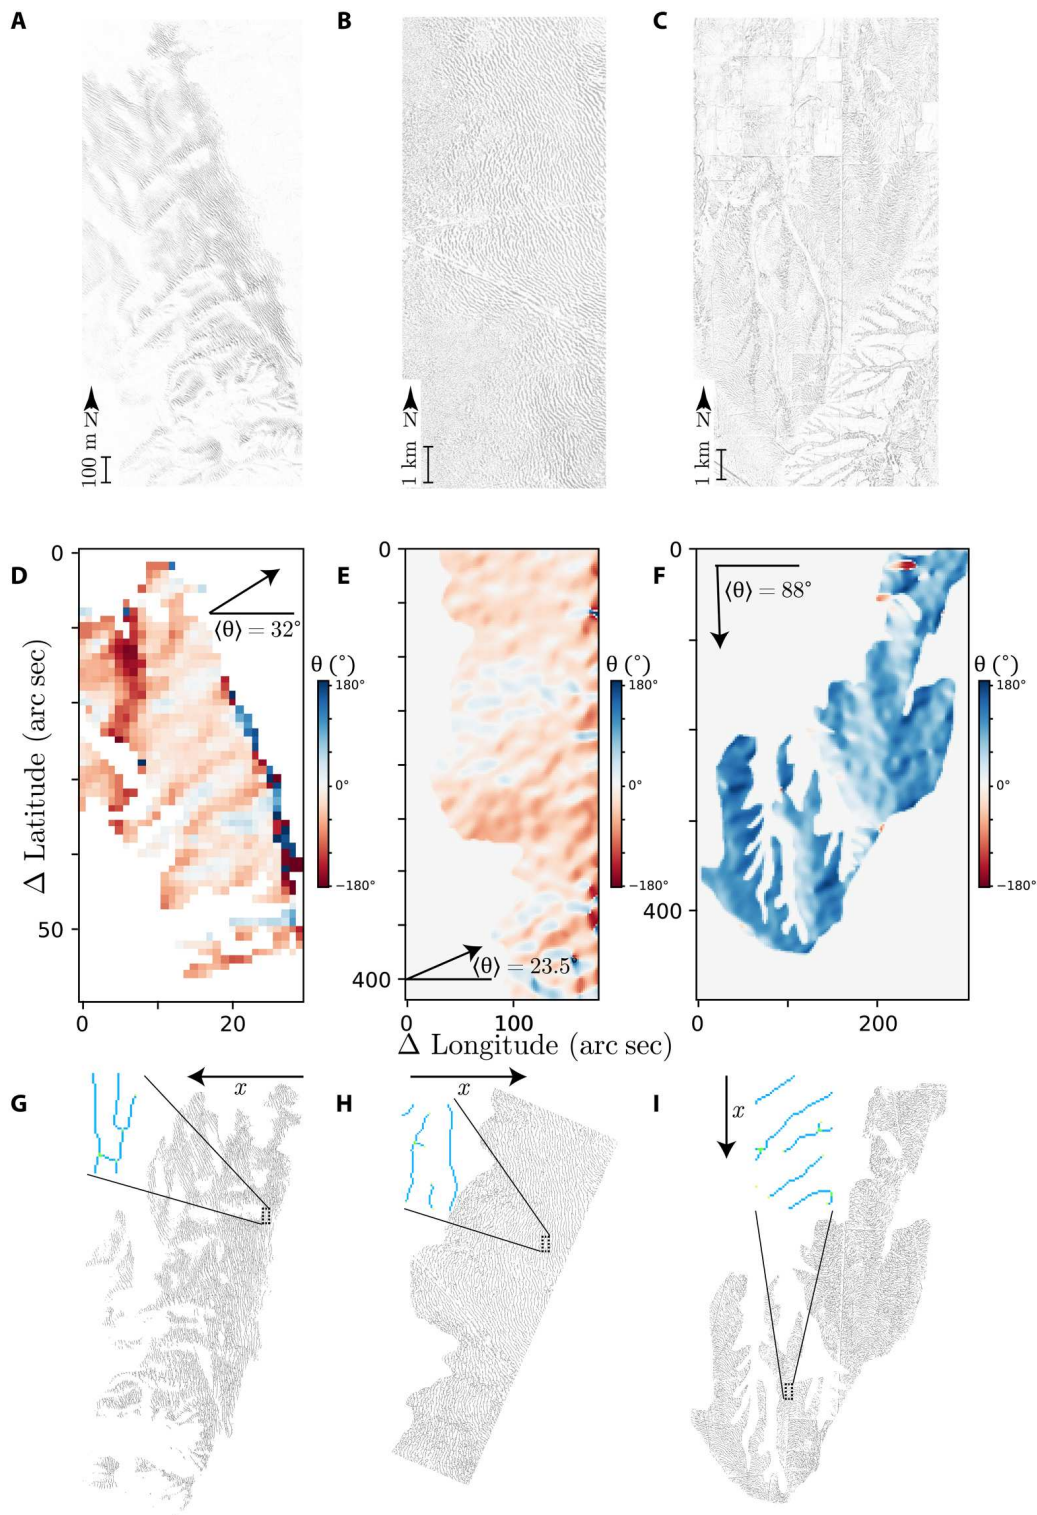 A
B
C
N
100 m
N
1 km
N
1 km
D
E
F
0
50
0
20
⟨θ⟩ = 32°
θ (°)
180°
0°
−180°
Δ Latitude (arc sec)
0
400
0
100
⟨θ⟩ = 23.5°
θ (°)
180°
0°
−180°
Δ Longitude (arc sec)
0
400
0
200
⟨θ⟩ = 88°
θ (°)
180°
0°
−180°
G
x
H
x
I
x